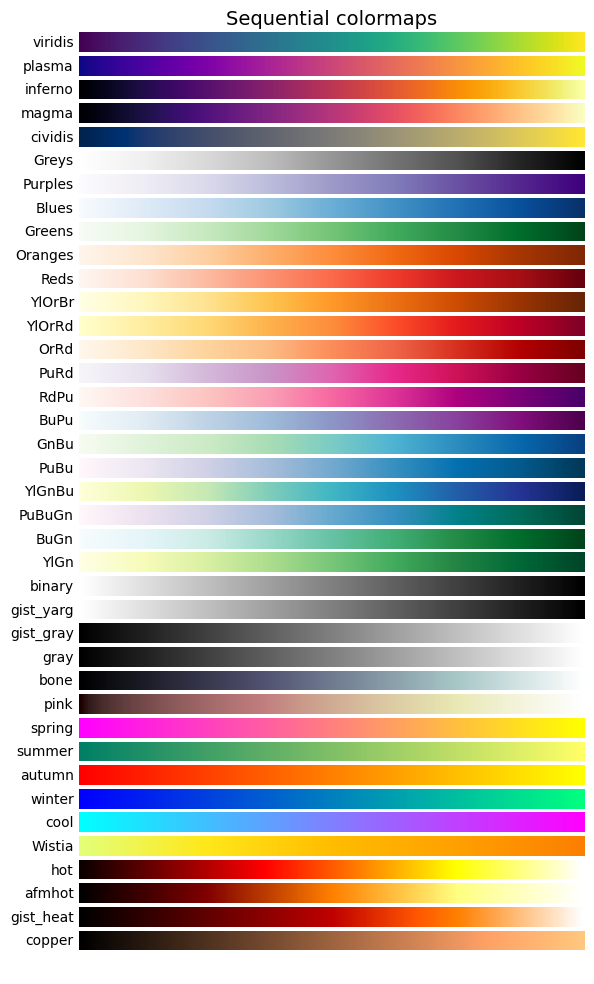 Sequential colormaps
viridis
plasma
inferno
magma
cividis
Greys
Purples
Blues
Greens
Oranges
Reds
YlOrBr
YlOrRd
OrRd
PuRd
RdPu
BuPu
GnBu
PuBu
YlGnBu
PuBuGn
BuGn
YlGn
binary
gist_yarg
gist_gray
gray
bone
pink
spring
summer
autumn
winter
cool
Wistia
hot
afmhot
gist_heat
copper